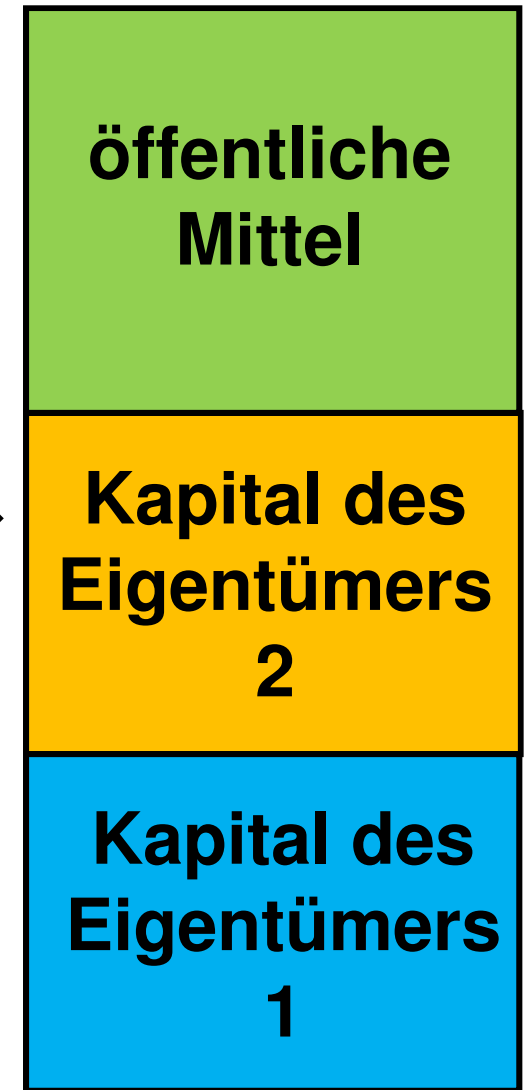 öffentliche
Mittel
Kapital des
Eigentümers
2
Kapital des
Eigentümers
1